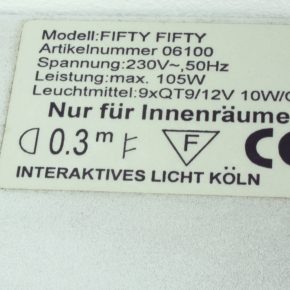 Modell:FIFTY FIFTY
Artikelnummer 06100
Spannung:230V~,50Hz
Leistung:max. 105W
Leuchtmittel:9xQT9/12V 10W/
Nur für Innenräume
0.3m F CE
INTERAKTIVES LICHT KÖLN